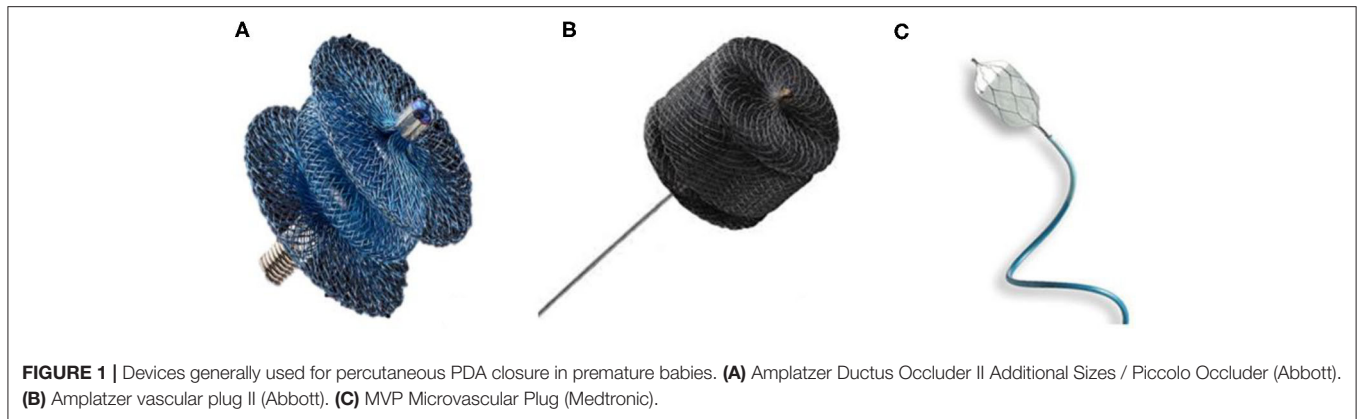 A
B
C
FIGURE 1 | Devices generally used for percutaneous PDA closure in premature babies. (A) Amplatzer Ductus Occluder II Additional Sizes / Piccolo Occluder (Abbott).
(B) Amplatzer vascular plug II (Abbott). (C) MVP Microvascular Plug (Medtronic).